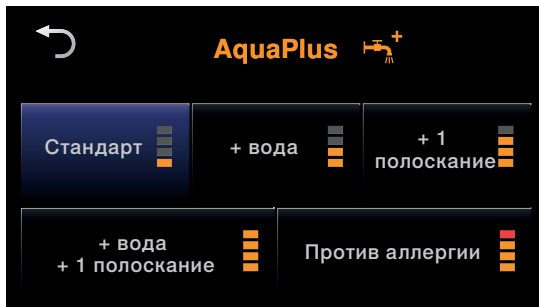 AquaPlus
Стандарт
+ вода
+ 1
полоскание
+ вода
+ 1 полоскание
Против аллергии